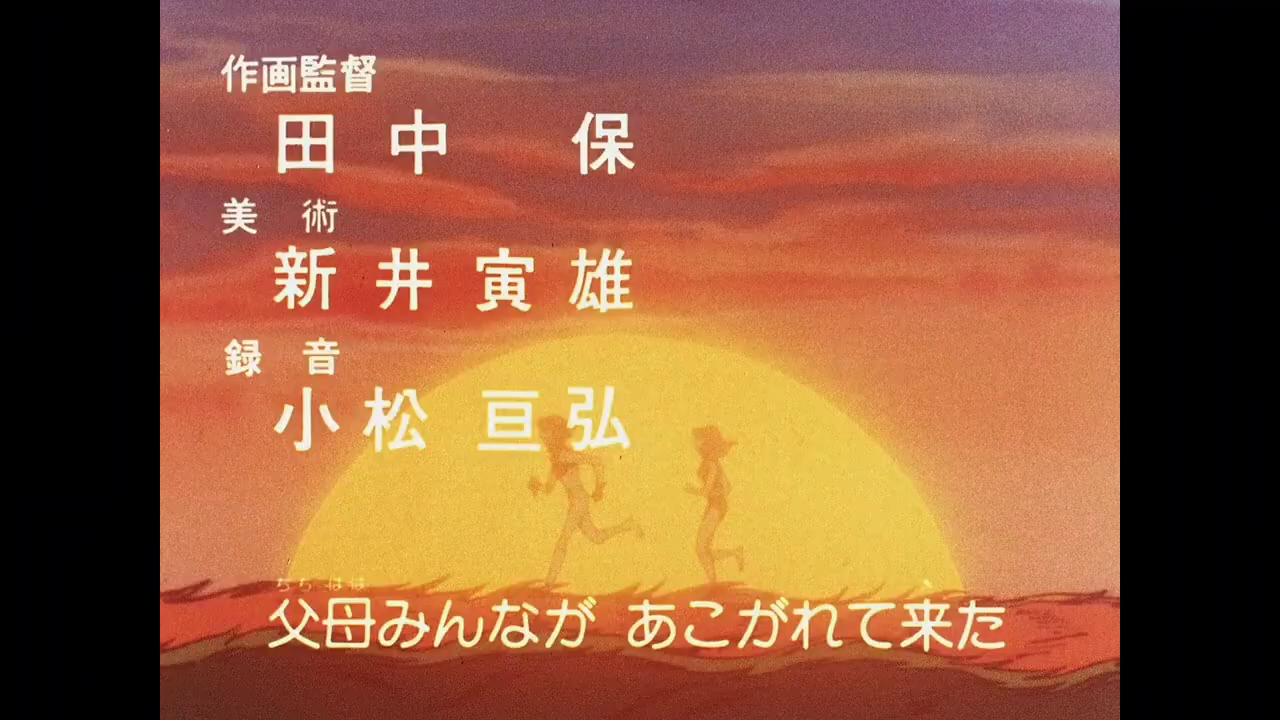 作画監督
田中 保
美術
新井寅雄
録音
小松亘弘
ちち はは
父母みんなが あこがれて来た